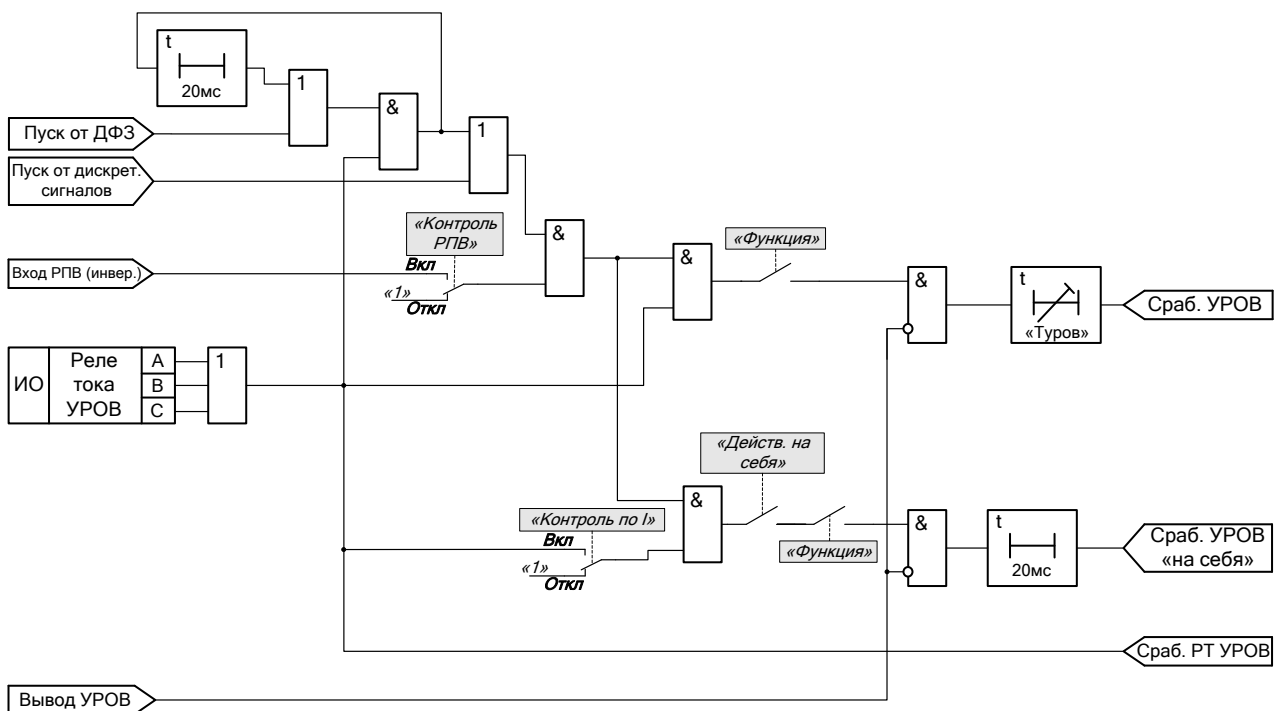 t
20мс
1
&
1
Пуск от ДФЗ
Пуск от дискрет.
сигналов
«Контроль
РПВ»
&
&
«Функция»
Вкл
Вход РПВ (инвер.)
«1»
Откл
&
t
«Туров»
Сраб. УРОВ
ИО
Реле
тока
УРОВ
А
В
С
1
«Действ. на
себя»
&
«Контроль по I»
Вкл
«1»
Откл
«Функция»
&
t
20мс
Сраб. УРОВ
«на себя»
Сраб. РТ УРОВ
Вывод УРОВ